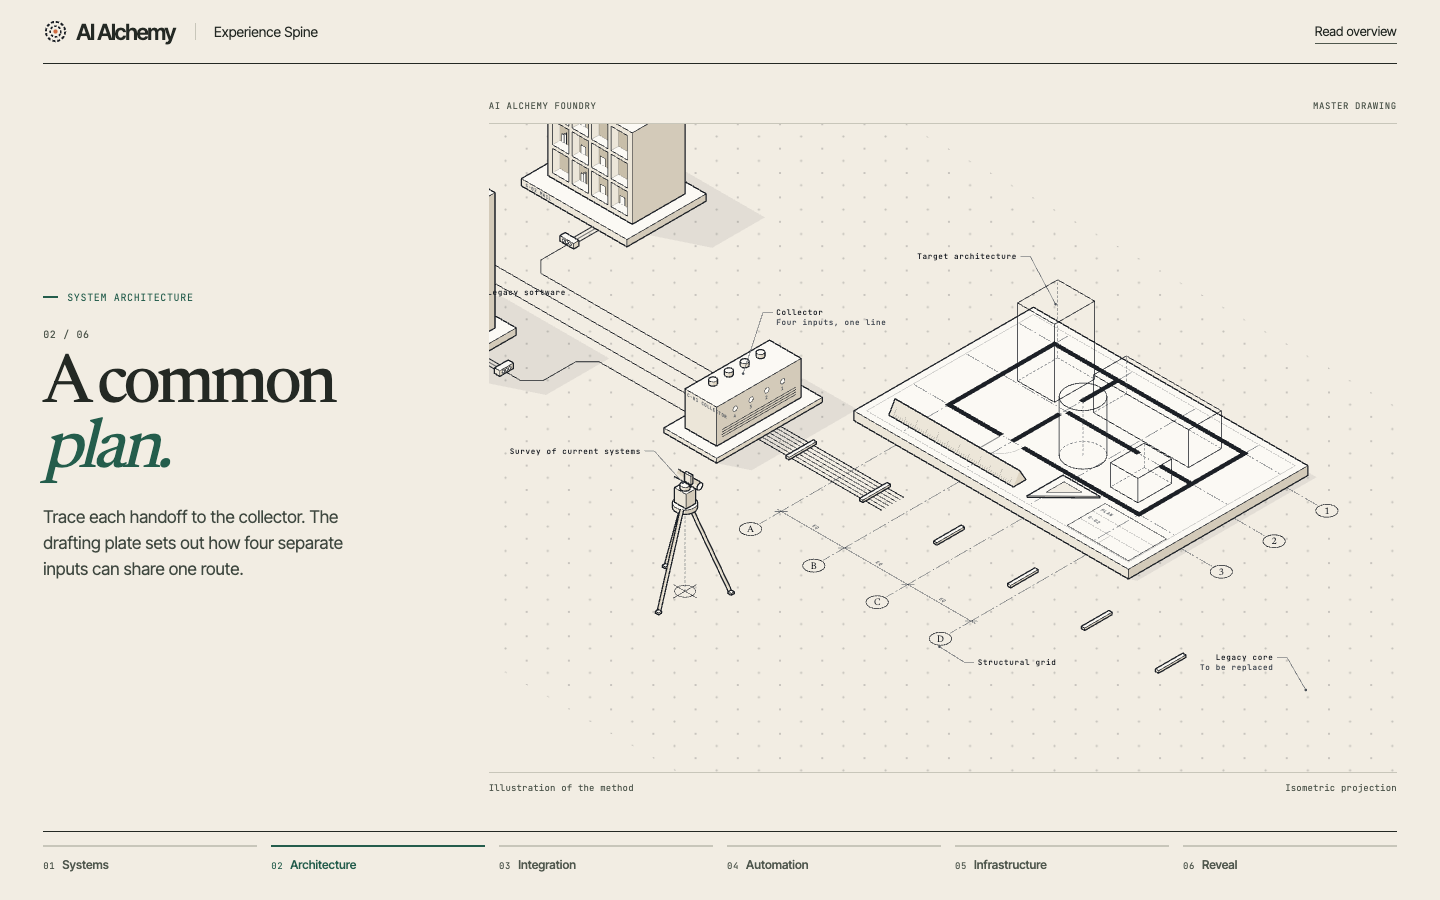 AI Alchemy
Experience Spine
Read overview
AI ALCHEMY FOUNDRY
MASTER DRAWING
SYSTEM ARCHITECTURE
02 / 06
A common
plan.
Trace each handoff to the collector. The
drafting plate sets out how four separate
inputs can share one route.
Target architecture
egacy software
Collector
Four inputs, one line
Survey of current systems
A
B
C
D
1
2
3
Structural grid
Legacy core
To be replaced
Illustration of the method
Isometric projection
01 Systems
02 Architecture
03 Integration
04 Automation
05 Infrastructure
06 Reveal